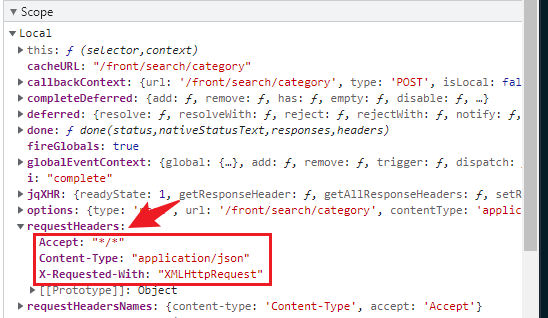 Scope
Local
this: ƒ (selector,context)
cacheURL: "/front/search/category"
callbackContext: {url: '/front/search/category', type: 'POST', isLocal: fal
completeDeferred: {add: ƒ, remove: ƒ, has: ƒ, empty: ƒ, disable: ƒ, …}
deferred: {resolve: ƒ, resolveWith: ƒ, reject: ƒ, rejectWith: ƒ, notify: ƒ,
done: ƒ done(status,nativeStatusText,responses,headers)
fireGlobals: true
globalEventContext: {global: {…}, add: ƒ, remove: ƒ, trigger: ƒ, dispatch:
i: "complete"
jqXHR: {readyState: 1, getResponseHeader: ƒ, getAllResponseHeaders: ƒ, setR
options: {type: ', url: '/front/search/category', contentType: 'applic
requestHeaders:
Accept: "*/*"
Content-Type: "application/json"
X-Requested-With: "XMLHttpRequest"
[[Prototype]]: Object
requestHeadersNames: {content-type: 'Content-Type', accept: 'Accept'}